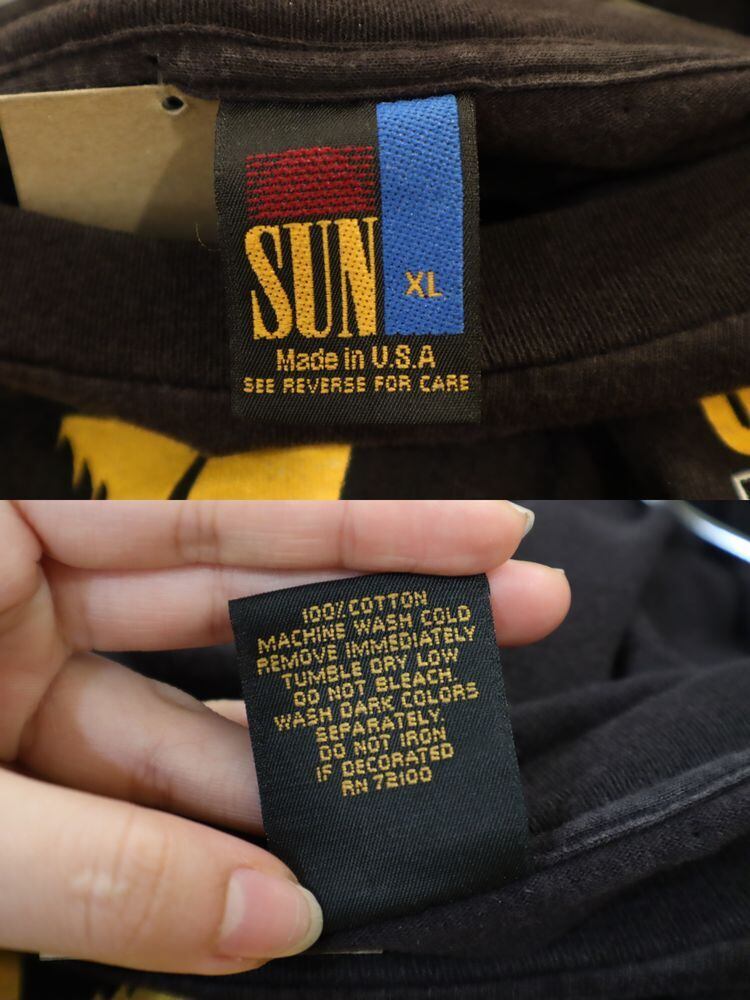 SUN
XL
Made in U.S.A
SEE REVERSE FOR CARE
100% COTTON
MACHINE WASH COLD
REMOVE IMMEDIATELY
TUMBLE DRY LOW
DO NOT BLEACH.
WASH DARK COLORS
SEPARATELY.
DO NOT IRON
IF DECORATED
RN 72100